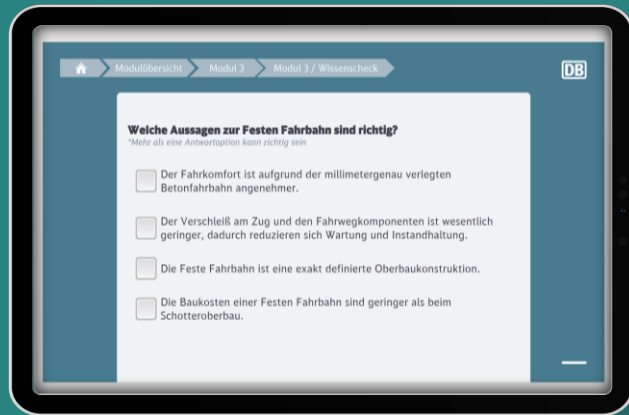 Modulübersicht
Modul 3
Modul 3 / Wissenscheck
DB
Welche Aussagen zur Festen Fahrbahn sind richtig?
*Mehr als eine Antwortoption kann richtig sein
Der Fahrkomfort ist aufgrund der millimetergenau verlegten
Betonfahrbahn angenehmer.
Der Verschleiß am Zug und den Fahrwegkomponenten ist wesentlich
geringer, dadurch reduzieren sich Wartung und Instandhaltung.
Die Feste Fahrbahn ist eine exakt definierte Oberbaukonstruktion.
Die Baukosten einer Festen Fahrbahn sind geringer als beim
Schotteroberbau.